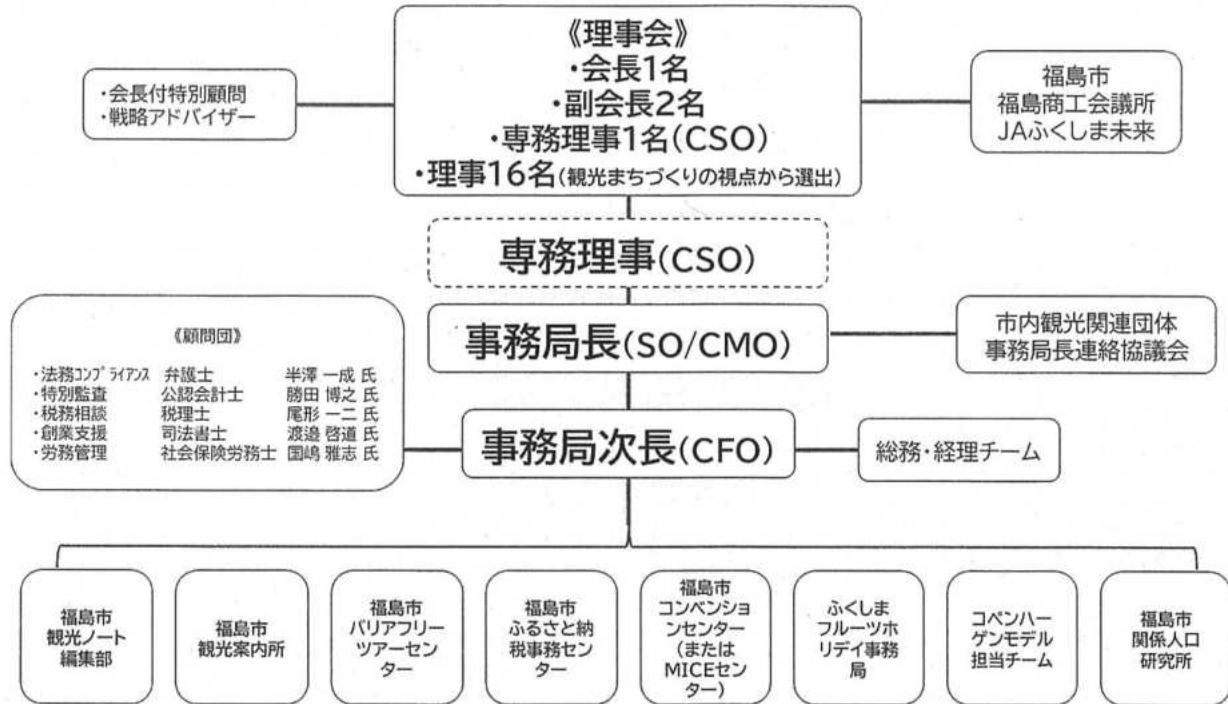 《理事会》
・会長1名
・副会長2名
・専務理事1名(CSO)
・理事16名(観光まちづくりの視点から選出)
・会長付特別顧問
・戦略アドバイザー
福島市
福島商工会議所
JAふくしま未来
専務理事(CSO)
事務局長(SO/CMO)
市内観光関連団体
事務局長連絡協議会
《顧問団》
・法務コンプライアンス 弁護士 半澤 一成 氏
・特別監査 公認会計士 勝田 博之 氏
・税務相談 税理士 尾形 一二 氏
・創業支援 司法書士 渡邉 啓道 氏
・労務管理 社会保険労務士 圉嶋 雅志 氏
事務局次長(CFO)
総務・経理チーム
福島市
観光ノート
編集部
福島市
観光案内所
福島市
バリアフリー
ツアーセン
ター
福島市
ふるさと納
税事務セン
ター
福島市
コンベンショ
ンセンター
(または
MICEセン
ター)
ふくしま
フルーツホ
リデイ事務
局
コペンハー
ゲンモデル
担当チーム
福島市
関係人口
研究所